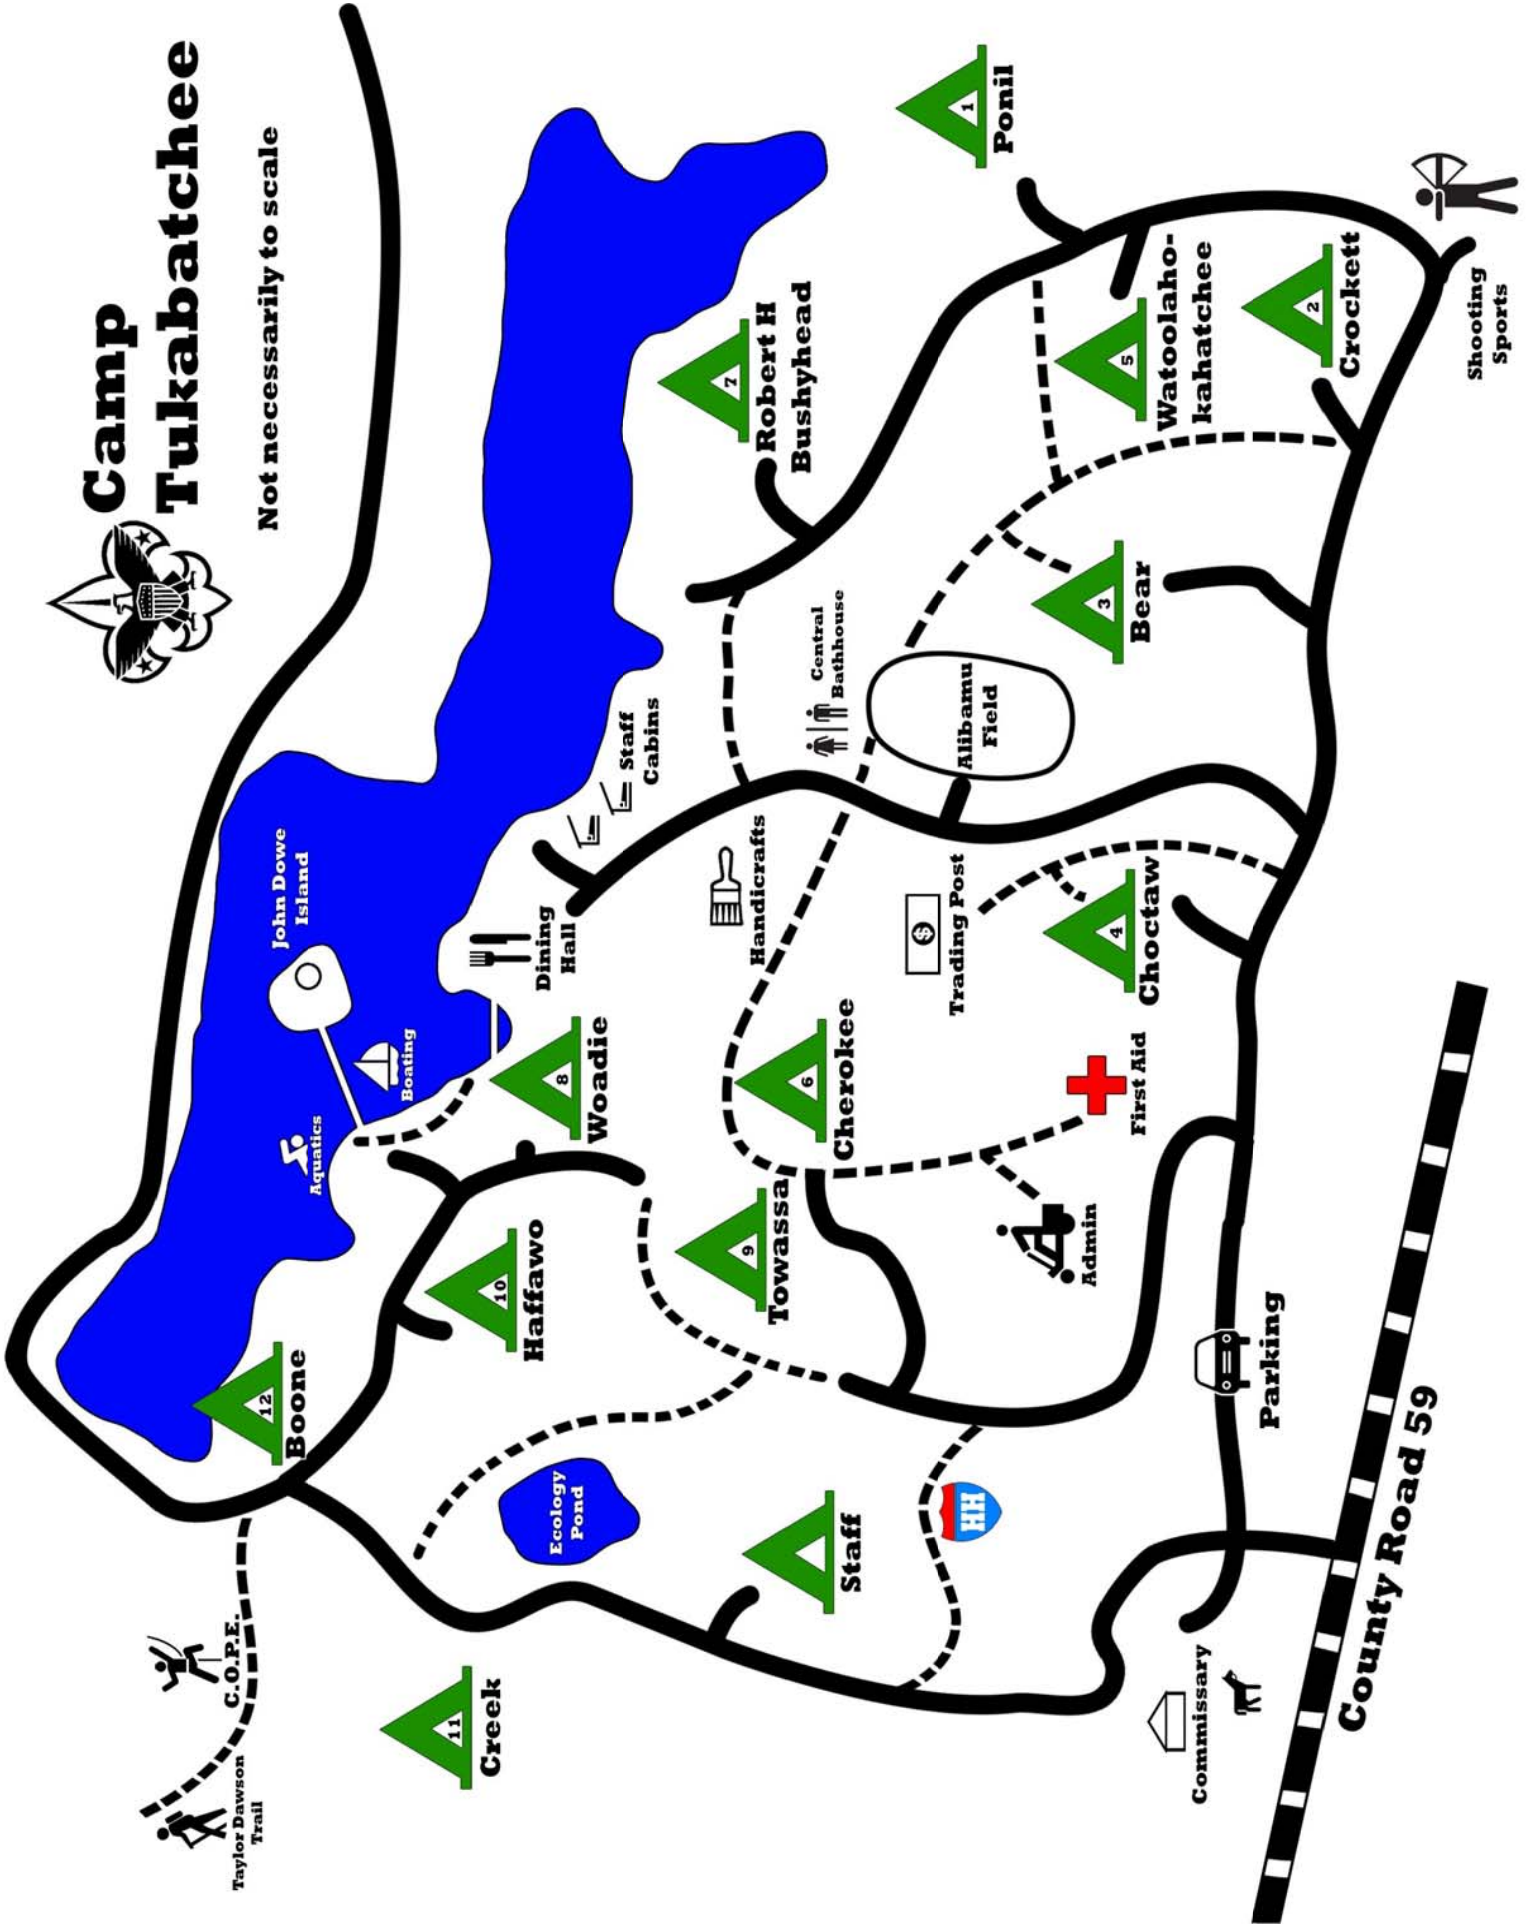 Camp
Tukabatchee
Not necessarily to scale
John Dowe
Island
Boating
Aquatics
12
Boone
C.O.P.E.
Taylor Dawson
Trail
11
Creek
10
Haffawo
8
Woadie
Dining
Hall
Staff
Cabins
7
Robert H
Bushyhead
1
Ponil
Ecology
Pond
9
Towassa
6
Cherokee
Handicrafts
Central
Bathhouse
Alibamu
Field
Staff
HH
Admin
First Aid
$
Trading Post
4
Choctaw
3
Bear
5
Watoolaho-
kahatchee
2
Crockett
Shooting
Sports
Commissary
Parking
County Road 59